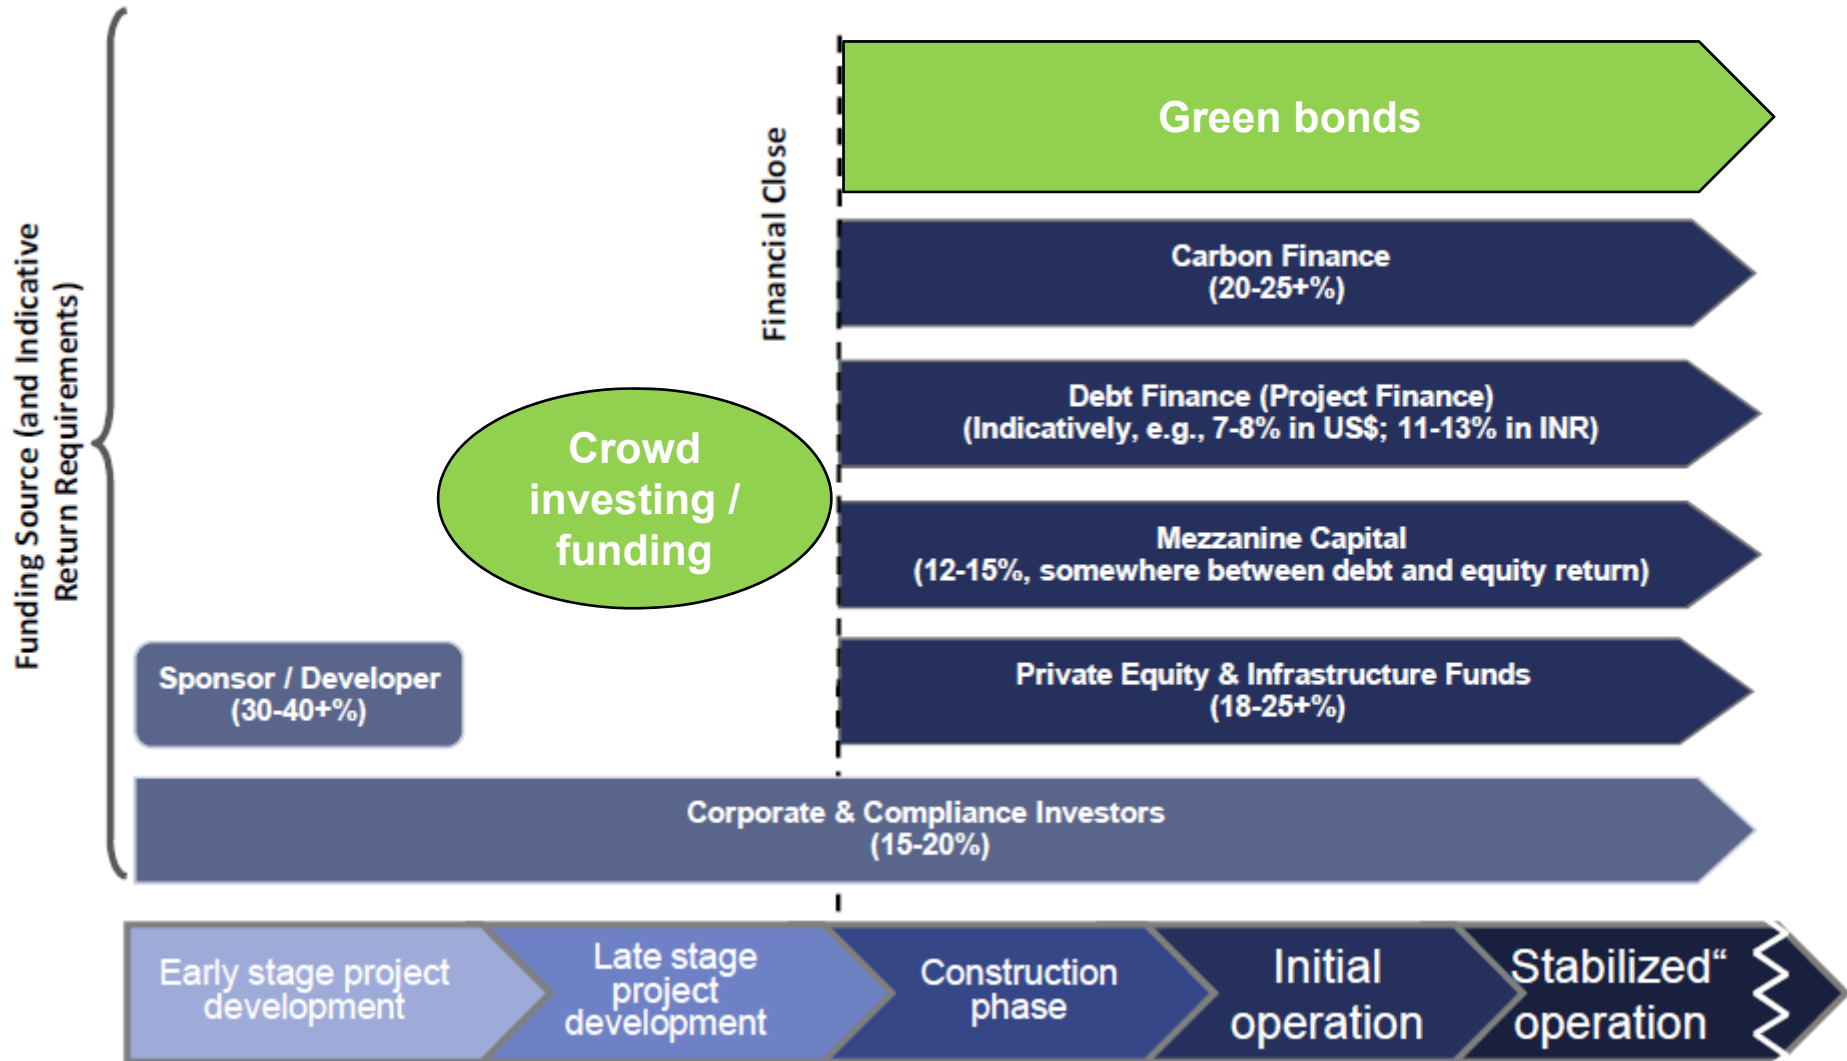 Funding Source (and Indicative
Return Requirements)
Financial Close
Green bonds
Carbon Finance
(20-25+%)
Debt Finance (Project Finance)
(Indicatively, e.g., 7-8% in US$; 11-13% in INR)
Crowd
investing /
funding
Mezzanine Capital
(12-15%, somewhere between debt and equity return)
Sponsor / Developer
(30-40+%)
Private Equity & Infrastructure Funds
(18-25+%)
Corporate & Compliance Investors
(15-20%)
Early stage project
development
Late stage
project
development
Construction
phase
Initial
operation
Stabilized“
operation